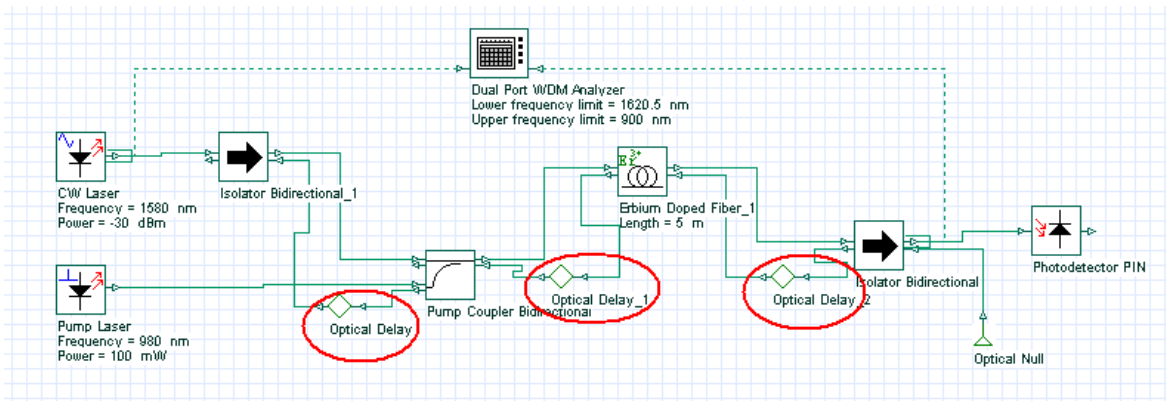 Dual Port WDM Analyzer
Lower frequency limit = 1620.5 nm
Upper frequency limit = 900 nm
CW Laser
Frequency = 1580 nm
Power = -30 dBm
Isolator Bidirectional_1
Er 3+
Erbium Doped Fiber_1
Length = 5 m
Isolator Bidirectional
Photodetector PIN
Pump Laser
Frequency = 980 nm
Power = 100 mW
Optical Delay
Pump Coupler Bidirectional
Optical Delay_1
Optical Delay_2
Optical Null